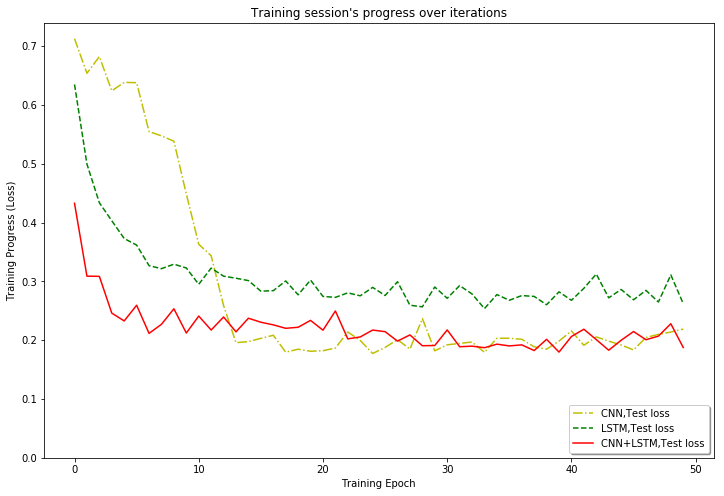 Training session's progress over iterations
Training Progress (Loss)
0.7
0.6
0.5
0.4
0.3
0.2
0.1
0.0
0
10
20
30
40
50
Training Epoch
CNN,Test loss
LSTM,Test loss
CNN+LSTM,Test loss